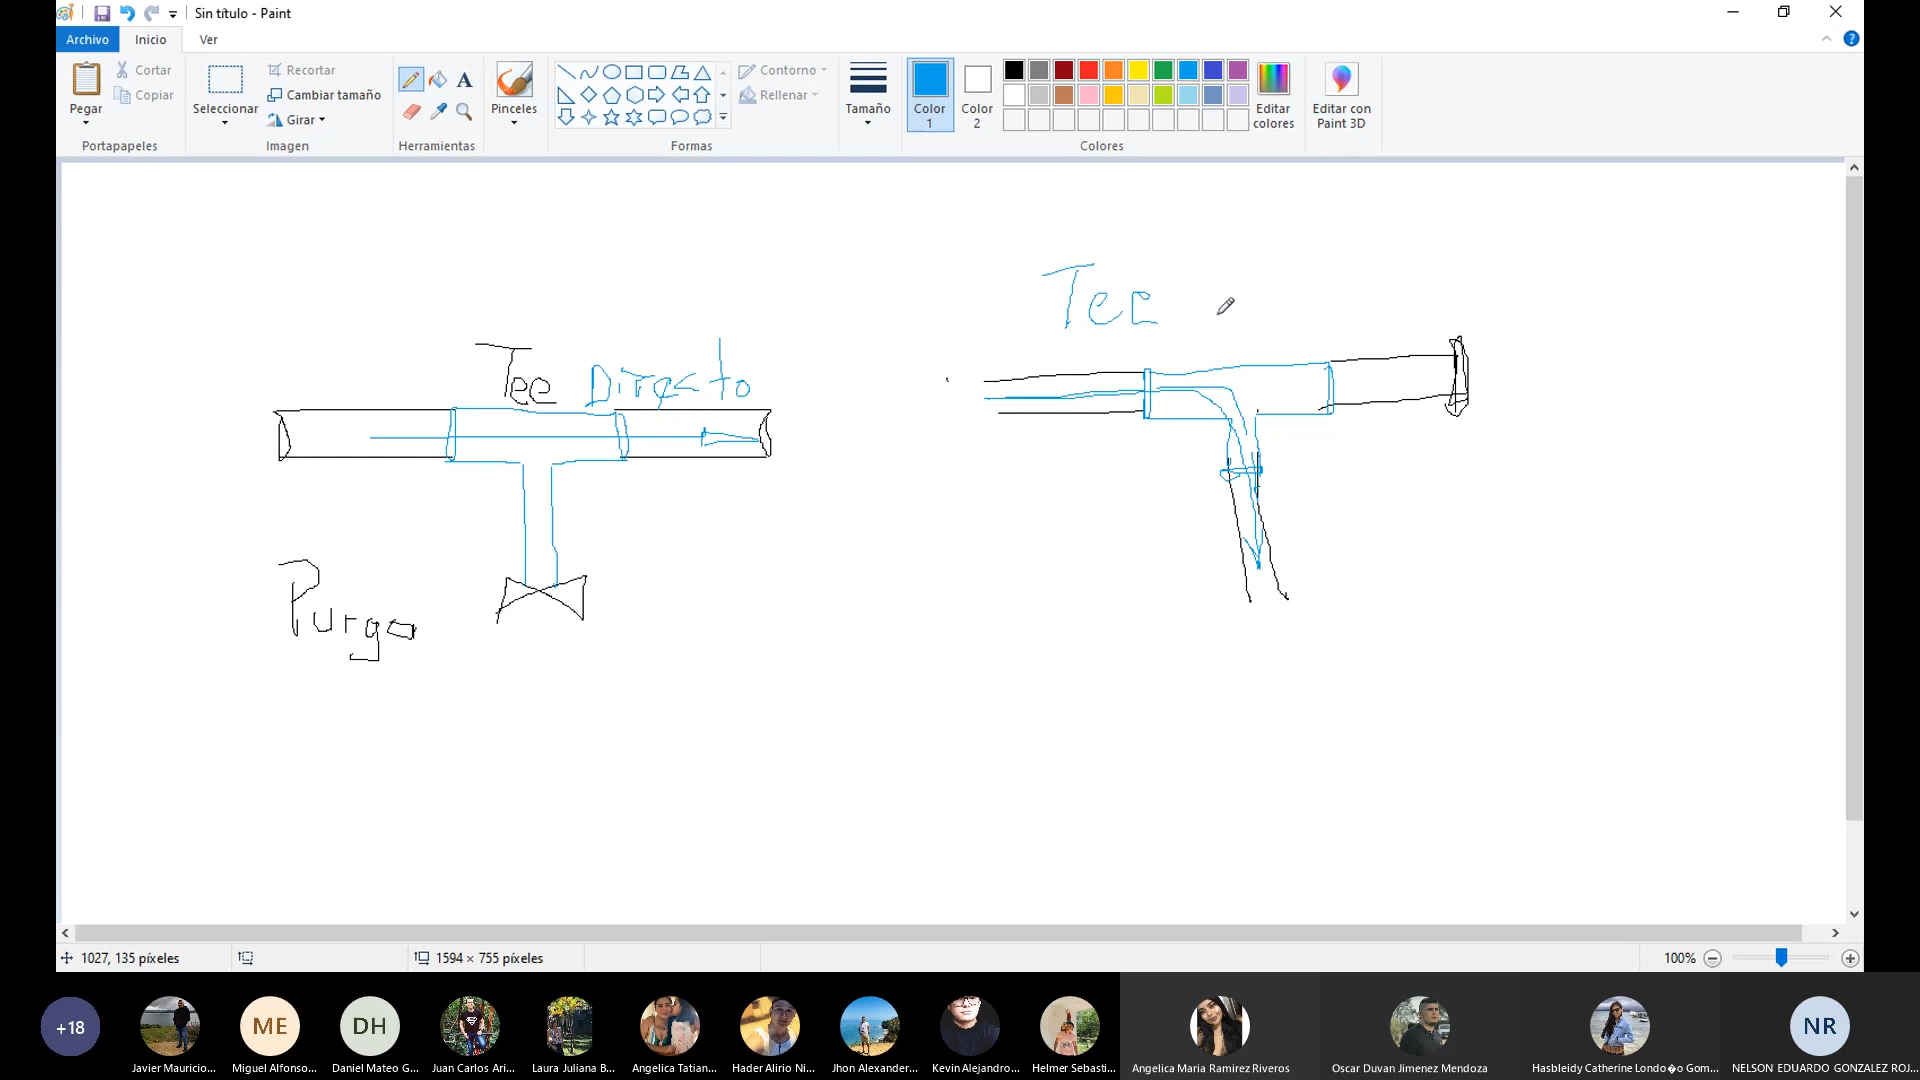 Sin título - Paint
Archivo
Inicio
Ver
Pegar
Cortar
Copiar
Portapapeles
Seleccionar
Recortar
Cambiar tamaño
Girar
Imagen
A
Herramientas
Pinceles
Formas
Contorno
Rellenar
Tamaño
Color 1
Color 2
Colores
Editar colores
Editar con Paint 3D
Tee
Tee Directo
Purga
1027, 135 píxeles
1594 × 755 píxeles
100%
+18
ME
DH
NR
Javier Mauricio...
Miguel Alfonso...
Daniel Mateo G...
Juan Carlos Ari...
Laura Juliana B...
Angelica Tatian...
Hader Alirio Ni...
Jhon Alexander...
Kevin Alejandro...
Helmer Sebasti...
Angelica Maria Ramirez Riveros
Oscar Duvan Jimenez Mendoza
Hasbleidy Catherine Londo�o Gom...
NELSON EDUARDO GONZALEZ ROJ...